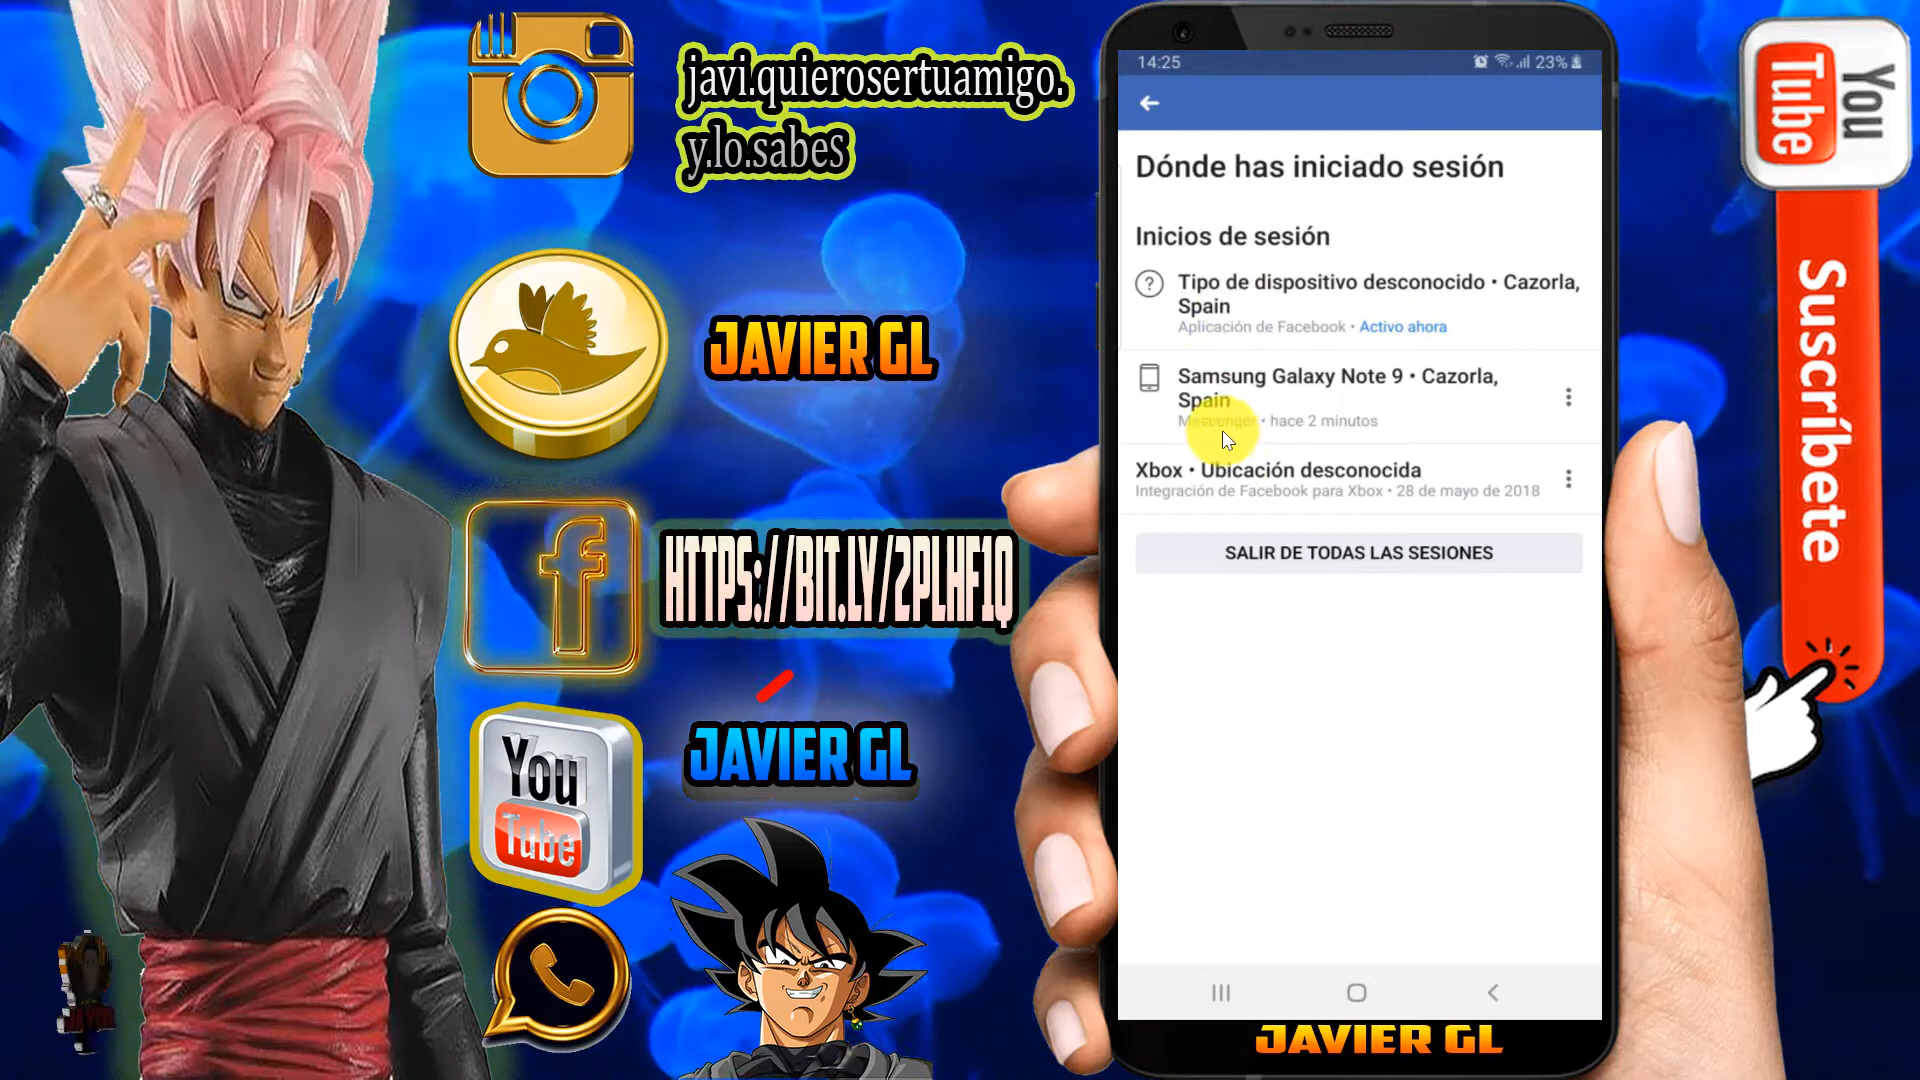 javi.quierosertuamigo.
y.lo.sabes
JAVIER GL
HTTPS://BIT.LY/2PLHF1Q
You
Tube
JAVIER GL
14:25
23%
Dónde has iniciado sesión
Inicios de sesión
Tipo de dispositivo desconocido • Cazorla,
Spain
Aplicación de Facebook • Activo ahora
Samsung Galaxy Note 9 • Cazorla,
Spain
Messenger • hace 2 minutos
Xbox • Ubicación desconocida
Integración de Facebook para Xbox • 28 de mayo de 2018
SALIR DE TODAS LAS SESIONES
JAVIER GL
You
Tube
Suscríbete